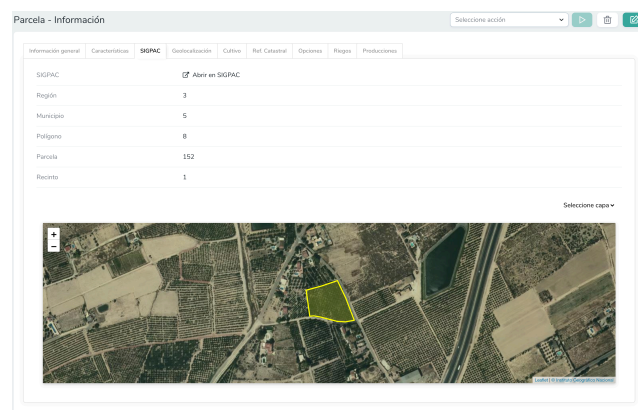 Parcela - Información
Seleccione acción
Información general Características SIGPAC Geolocalización Cultivo Ref. Catastral Opciones Riegos Producciones
SIGPAC Abrir en SIGPAC
Región 3
Municipio 5
Polígono 8
Parcela 152
Recinto 1
Seleccione capa
+
−
Leaflet | © Instituto Geográfico Nacional